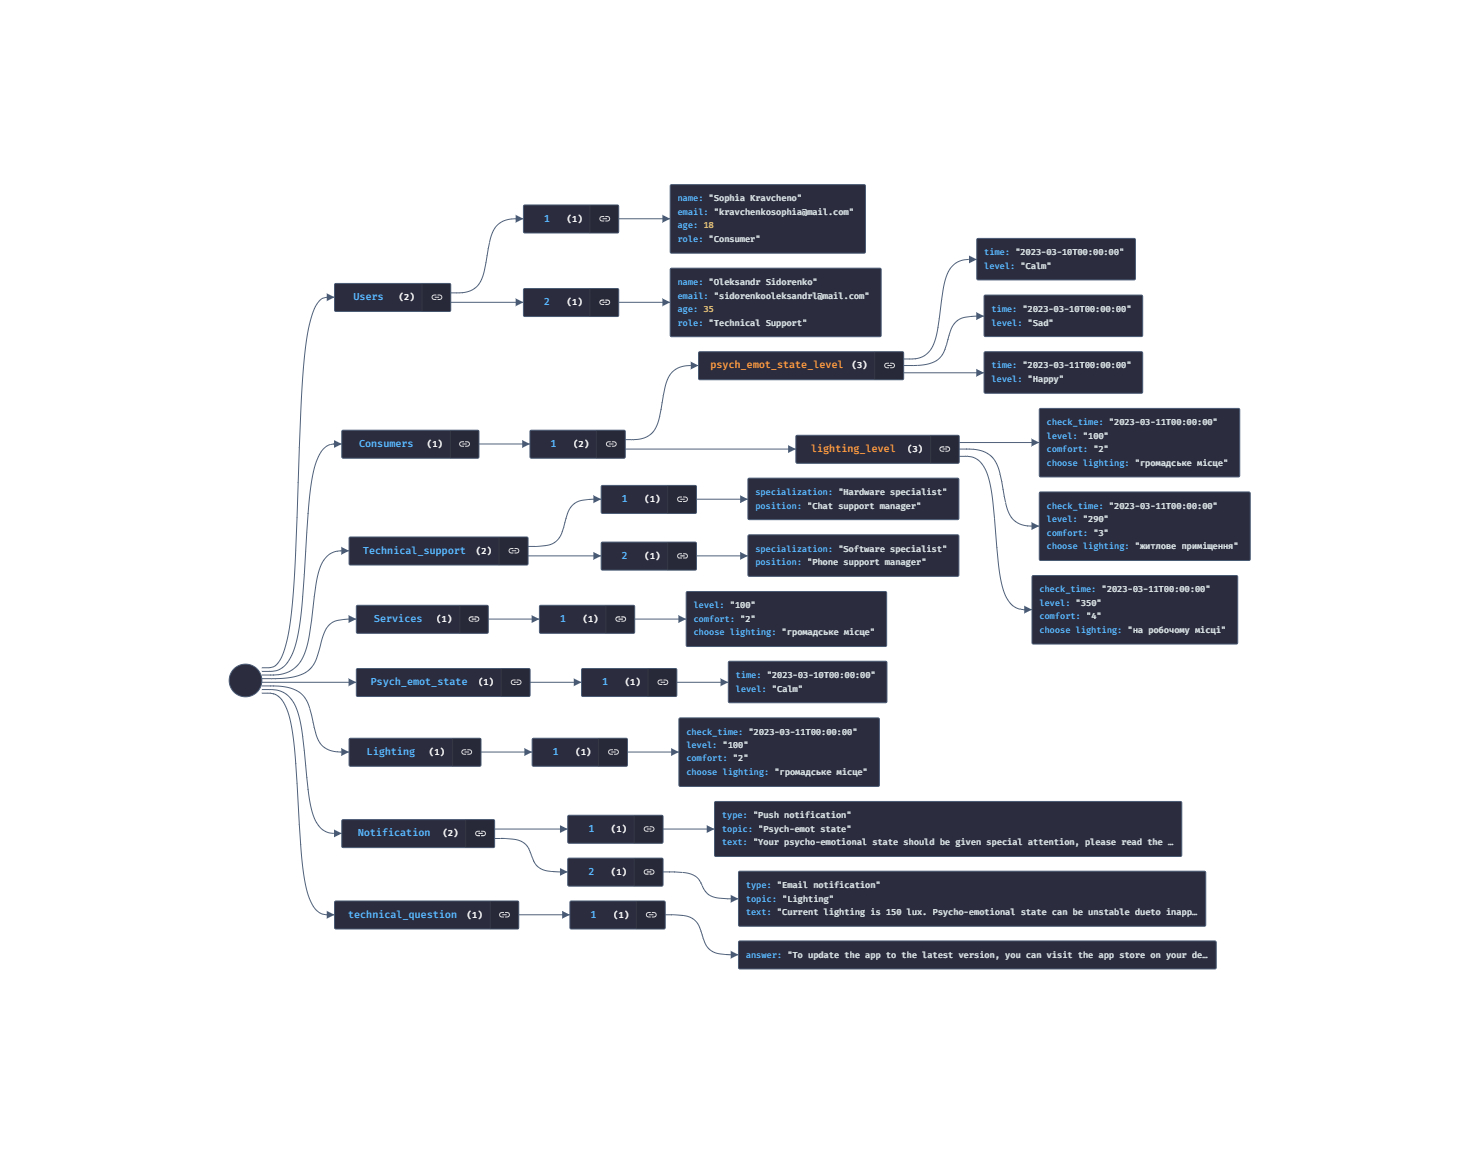 Users (2)
1 (1)
name: "Sophia Kravcheno"
email: "kravchenkosophia@mail.com"
age: 18
role: "Consumer"
2 (1)
name: "Oleksandr Sidorenko"
email: "sidorenkooleksandrl@mail.com"
age: 35
role: "Technical Support"
Consumers (1)
1 (2)
psych_emot_state_level (3)
time: "2023-03-10T00:00:00"
level: "Calm"
time: "2023-03-10T00:00:00"
level: "Sad"
time: "2023-03-11T00:00:00"
level: "Happy"
lighting_level (3)
check_time: "2023-03-11T00:00:00"
level: "100"
comfort: "2"
choose lighting: "громадське місце"
check_time: "2023-03-11T00:00:00"
level: "290"
comfort: "3"
choose lighting: "житлове приміщення"
check_time: "2023-03-11T00:00:00"
level: "350"
comfort: "4"
choose lighting: "на робочому місці"
Technical_support (2)
1 (1)
specialization: "Hardware specialist"
position: "Chat support manager"
2 (1)
specialization: "Software specialist"
position: "Phone support manager"
Services (1)
1 (1)
level: "100"
comfort: "2"
choose lighting: "громадське місце"
Psych_emot_state (1)
1 (1)
time: "2023-03-10T00:00:00"
level: "Calm"
Lighting (1)
1 (1)
check_time: "2023-03-11T00:00:00"
level: "100"
comfort: "2"
choose lighting: "громадське місце"
Notification (2)
1 (1)
type: "Push notification"
topic: "Psych-emot state"
text: "Your psycho-emotional state should be given special attention, please read the …
2 (1)
type: "Email notification"
topic: "Lighting"
text: "Current lighting is 150 lux. Psycho-emotional state can be unstable dueto inapp…
technical_question (1)
1 (1)
answer: "To update the app to the latest version, you can visit the app store on your de…